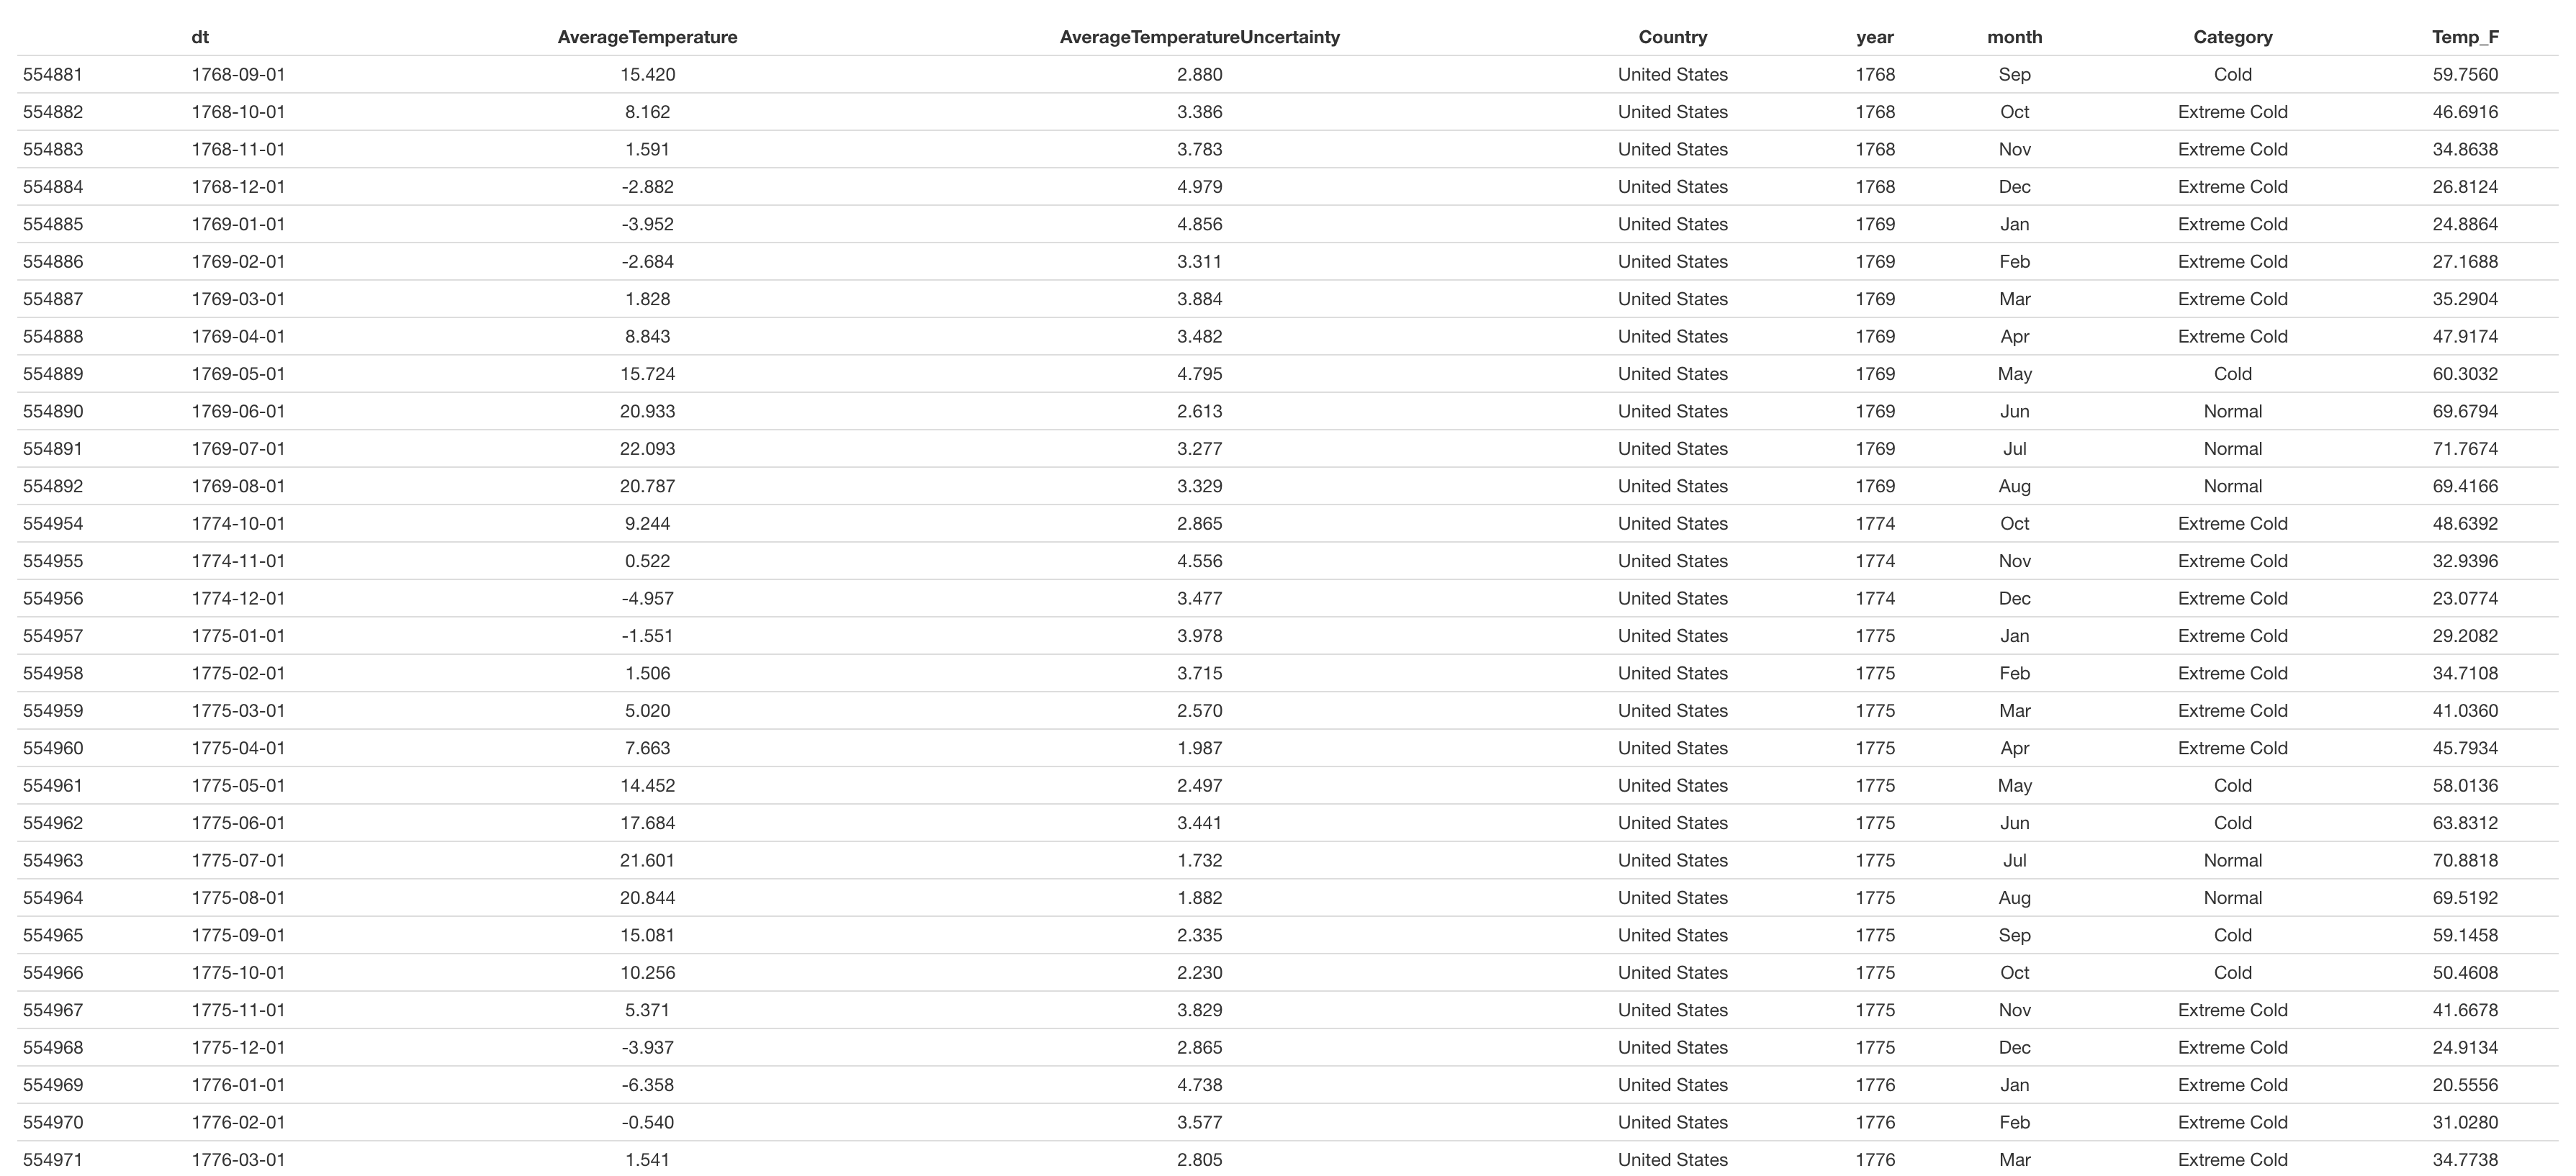 dt AverageTemperature AverageTemperatureUncertainty Country year month Category Temp_F
554881 1768-09-01 15.420 2.880 United States 1768 Sep Cold 59.7560
554882 1768-10-01 8.162 3.386 United States 1768 Oct Extreme Cold 46.6916
554883 1768-11-01 1.591 3.783 United States 1768 Nov Extreme Cold 34.8638
554884 1768-12-01 -2.882 4.979 United States 1768 Dec Extreme Cold 26.8124
554885 1769-01-01 -3.952 4.856 United States 1769 Jan Extreme Cold 24.8864
554886 1769-02-01 -2.684 3.311 United States 1769 Feb Extreme Cold 27.1688
554887 1769-03-01 1.828 3.884 United States 1769 Mar Extreme Cold 35.2904
554888 1769-04-01 8.843 3.482 United States 1769 Apr Extreme Cold 47.9174
554889 1769-05-01 15.724 4.795 United States 1769 May Cold 60.3032
554890 1769-06-01 20.933 2.613 United States 1769 Jun Normal 69.6794
554891 1769-07-01 22.093 3.277 United States 1769 Jul Normal 71.7674
554892 1769-08-01 20.787 3.329 United States 1769 Aug Normal 69.4166
554954 1774-10-01 9.244 2.865 United States 1774 Oct Extreme Cold 48.6392
554955 1774-11-01 0.522 4.556 United States 1774 Nov Extreme Cold 32.9396
554956 1774-12-01 -4.957 3.477 United States 1774 Dec Extreme Cold 23.0774
554957 1775-01-01 -1.551 3.978 United States 1775 Jan Extreme Cold 29.2082
554958 1775-02-01 1.506 3.715 United States 1775 Feb Extreme Cold 34.7108
554959 1775-03-01 5.020 2.570 United States 1775 Mar Extreme Cold 41.0360
554960 1775-04-01 7.663 1.987 United States 1775 Apr Extreme Cold 45.7934
554961 1775-05-01 14.452 2.497 United States 1775 May Cold 58.0136
554962 1775-06-01 17.684 3.441 United States 1775 Jun Cold 63.8312
554963 1775-07-01 21.601 1.732 United States 1775 Jul Normal 70.8818
554964 1775-08-01 20.844 1.882 United States 1775 Aug Normal 69.5192
554965 1775-09-01 15.081 2.335 United States 1775 Sep Cold 59.1458
554966 1775-10-01 10.256 2.230 United States 1775 Oct Cold 50.4608
554967 1775-11-01 5.371 3.829 United States 1775 Nov Extreme Cold 41.6678
554968 1775-12-01 -3.937 2.865 United States 1775 Dec Extreme Cold 24.9134
554969 1776-01-01 -6.358 4.738 United States 1776 Jan Extreme Cold 20.5556
554970 1776-02-01 -0.540 3.577 United States 1776 Feb Extreme Cold 31.0280
554971 1776-03-01 1.541 2.805 United States 1776 Mar Extreme Cold 34.7738